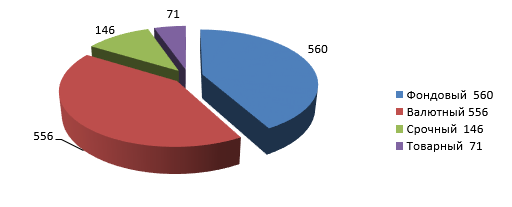 71
146
560
556
Фондовый 560
Валютный 556
Срочный 146
Товарный 71